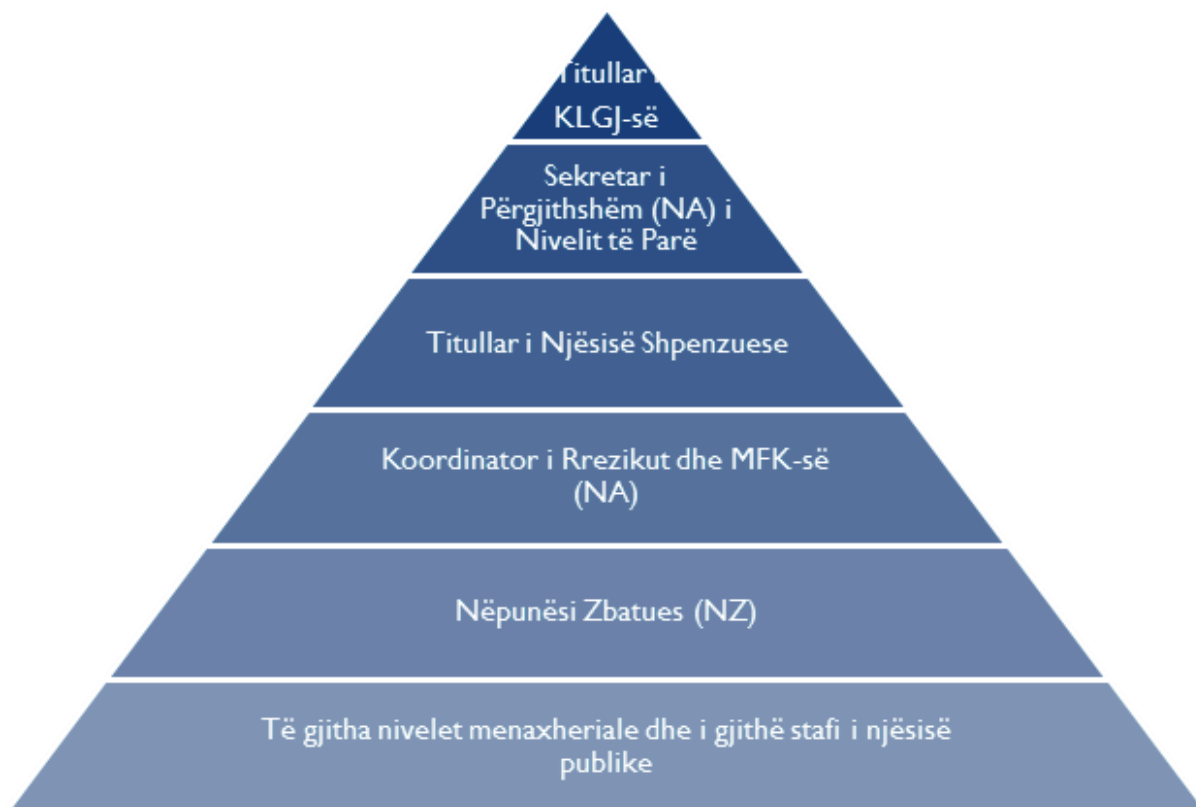 Titullar i
KLGJ-së
Sekretar i
Përgjithshëm (NA) i
Nivelit të Parë
Titullar i Njësisë Shpenzuese
Koordinator i Rrezikut dhe MFK-së
(NA)
Nëpunësi Zbatues (NZ)
Të gjitha nivelet menaxheriale dhe i gjithë stafi i njësisë
publike